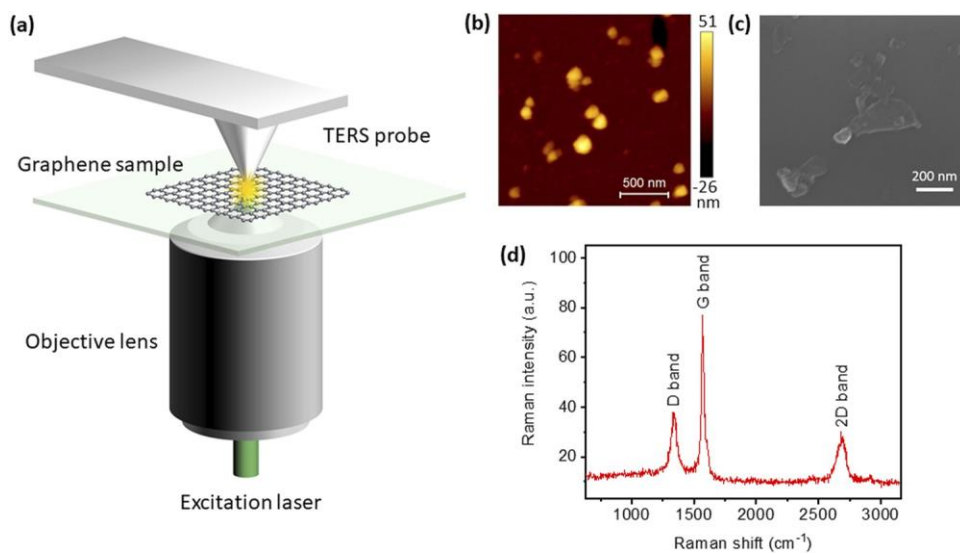 (a)
TERS probe
Graphene sample
Objective lens
Excitation laser
(b)
51
-26
nm
500 nm
(c)
200 nm
(d)
100
80
60
40
20
Raman intensity (a.u.)
D band
G band
2D band
1000 1500 2000 2500 3000
Raman shift (cm⁻¹)